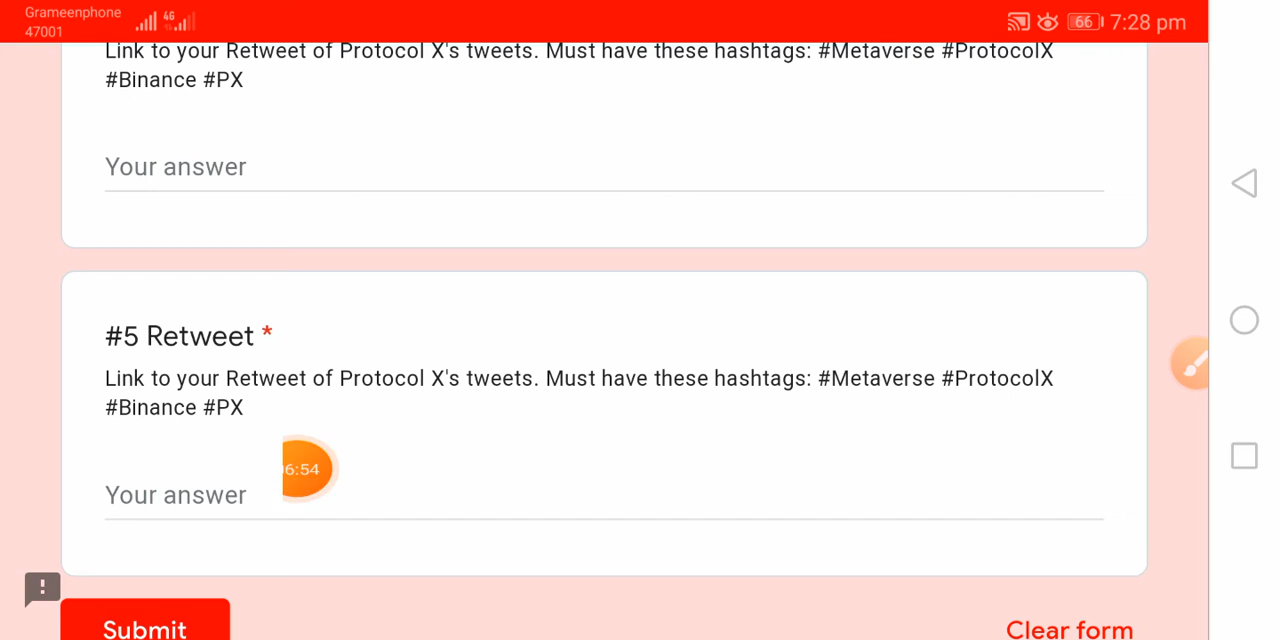 Grameenphone
47001
4G
66
7:28 pm
Link to your Retweet of Protocol X's tweets. Must have these hashtags: #Metaverse #ProtocolX
#Binance #PX
Your answer
#5 Retweet *
Link to your Retweet of Protocol X's tweets. Must have these hashtags: #Metaverse #ProtocolX
#Binance #PX
6:54
Your answer
!
Submit
Clear form